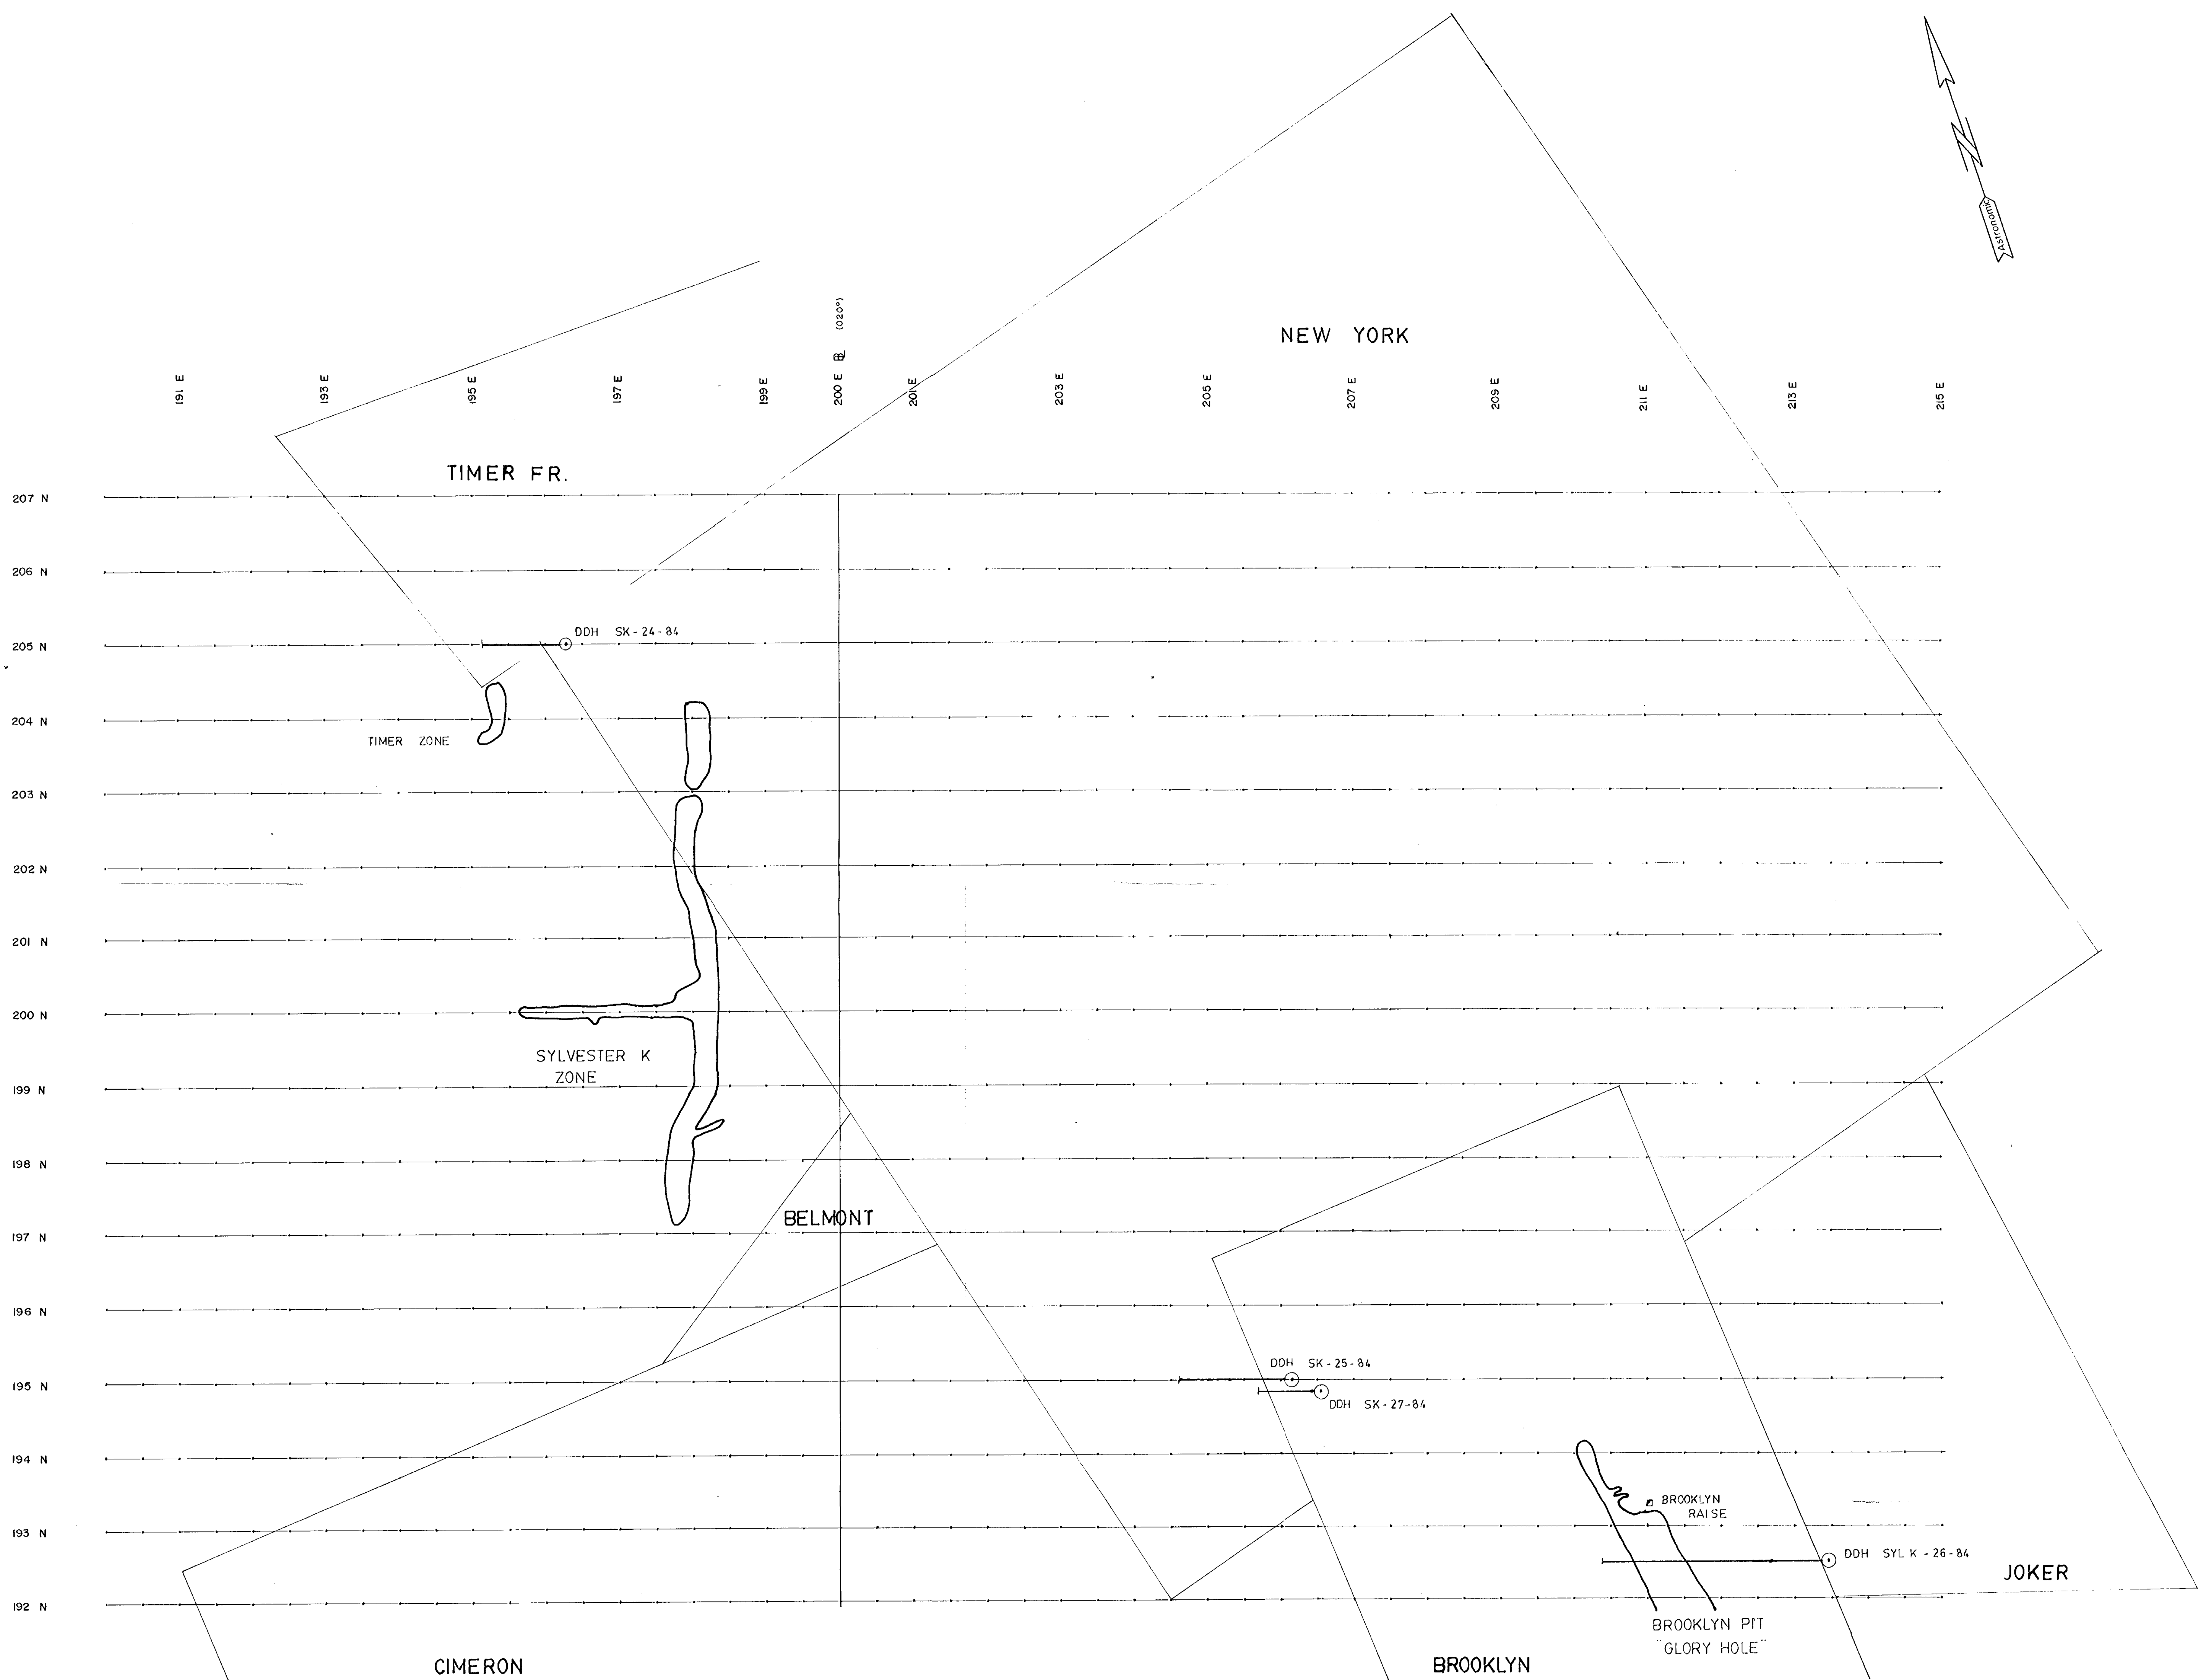 Astronomic
(020°)
NEW YORK
191 E
193 E
195 E
197 E
199 E
200 E BL
201 E
203 E
205 E
207 E
209 E
211 E
213 E
215 E
TIMER FR.
207 N
206 N
DDH SK-24-84
205 N
204 N
TIMER ZONE
203 N
202 N
201 N
200 N
SYLVESTER K
ZONE
199 N
198 N
BELMONT
197 N
196 N
DDH SK-25-84
195 N
DDH SK-27-84
194 N
BROOKLYN
RAISE
193 N
DDH SYL K-26-84
JOKER
192 N
BROOKLYN PIT
"GLORY HOLE"
CIMERON
BROOKLYN